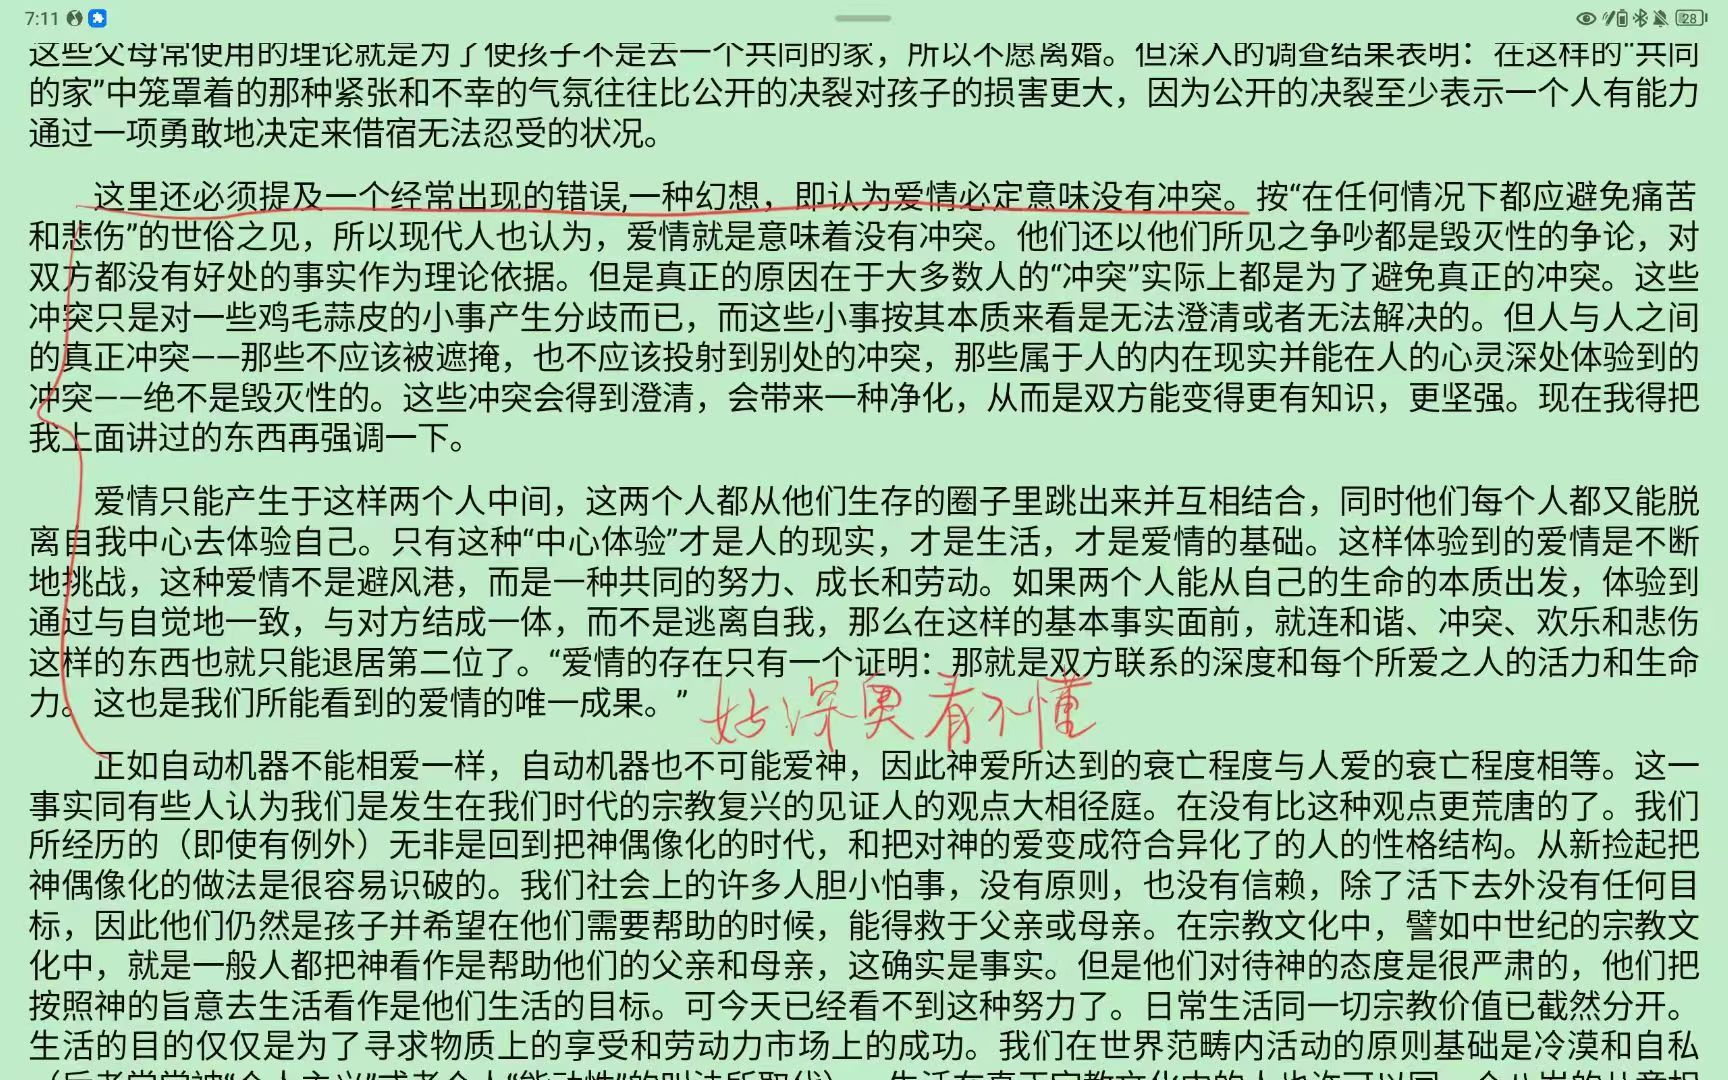 7:11
28
这些父母常使用的理论就是为了使孩子不是丢一个共同的家，所以不愿离婚。但深入的调查结果表明：在这样的“共同
的家”中笼罩着的那种紧张和不幸的气氛往往比公开的决裂对孩子的损害更大，因为公开的决裂至少表示一个人有能力
通过一项勇敢地决定来借宿无法忍受的状况。
这里还必须提及一个经常出现的错误,一种幻想，即认为爱情必定意味没有冲突。按“在任何情况下都应避免痛苦
和悲伤”的世俗之见，所以现代人也认为，爱情就是意味着没有冲突。他们还以他们所见之争吵都是毁灭性的争论，对
双方都没有好处的事实作为理论依据。但是真正的原因在于大多数人的“冲突”实际上都是为了避免真正的冲突。这些
冲突只是对一些鸡毛蒜皮的小事产生分歧而已，而这些小事按其本质来看是无法澄清或者无法解决的。但人与人之间
的真正冲突——那些不应该被遮掩，也不应该投射到别处的冲突，那些属于人的内在现实并能在人的心灵深处体验到的
冲突——绝不是毁灭性的。这些冲突会得到澄清，会带来一种净化，从而是双方能变得更有知识，更坚强。现在我得把
我上面讲过的东西再强调一下。
爱情只能产生于这样两个人中间，这两个人都从他们生存的圈子里跳出来并互相结合，同时他们每个人都又能脱
离自我中心去体验自己。只有这种“中心体验”才是人的现实，才是生活，才是爱情的基础。这样体验到的爱情是不断
地挑战，这种爱情不是避风港，而是一种共同的努力、成长和劳动。如果两个人能从自己的生命的本质出发，体验到
通过与自觉地一致，与对方结成一体，而不是逃离自我，那么在这样的基本事实面前，就连和谐、冲突、欢乐和悲伤
这样的东西也就只能退居第二位了。“爱情的存在只有一个证明：那就是双方联系的深度和每个所爱之人的活力和生命
力。这也是我们所能看到的爱情的唯一成果。”
好深奥看不懂
正如自动机器不能相爱一样，自动机器也不可能爱神，因此神爱所达到的衰亡程度与人爱的衰亡程度相等。这一
事实同有些人认为我们是发生在我们时代的宗教复兴的见证人的观点大相径庭。在没有比这种观点更荒唐的了。我们
所经历的（即使有例外）无非是回到把神偶像化的时代，和把对神的爱变成符合异化了的人的性格结构。从新捡起把
神偶像化的做法是很容易识破的。我们社会上的许多人胆小怕事，没有原则，也没有信赖，除了活下去外没有任何目
标，因此他们仍然是孩子并希望在他们需要帮助的时候，能得救于父亲或母亲。在宗教文化中，譬如中世纪的宗教文
化中，就是一般人都把神看作是帮助他们的父亲和母亲，这确实是事实。但是他们对待神的态度是很严肃的，他们把
按照神的旨意去生活看作是他们生活的目标。可今天已经看不到这种努力了。日常生活同一切宗教价值已截然分开。
生活的目的仅仅是为了寻求物质上的享受和劳动力市场上的成功。我们在世界范畴内活动的原则基础是冷漠和自私